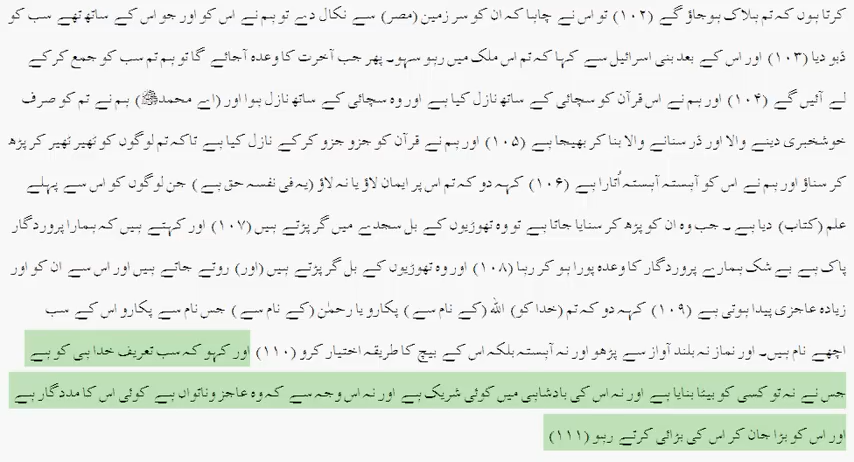 کرتا ہوں کہ تم ہلاک ہوجاؤ گے (۱۰۲) تو اس نے چاہا کہ ان کو سر زمین (مصر) سے نکال دے تو ہم نے اس کو اور جو اس کے ساتھ تھے سب کو
ڈبو دیا (۱۰۳) اور اس کے بعد بنی اسرائیل سے کہا کہ تم اس ملک میں رہو سہو۔ پھر جب آخرت کا وعدہ آجائے گا تو ہم تم سب کو جمع کرکے
لے آئیں گے (۱۰۴) اور ہم نے اس قرآن کو سچائی کے ساتھ نازل کیا ہے اور وہ سچائی کے ساتھ نازل ہوا اور (اے محمدﷺ) ہم نے تم کو صرف
خوشخبری دینے والا اور ڈر سنانے والا بنا کر بھیجا ہے (۱۰۵) اور ہم نے قرآن کو جزو جزو کرکے نازل کیا ہے تاکہ تم لوگوں کو ٹھیر ٹھیر کر پڑھ
کر سناؤ اور ہم نے اس کو آہستہ آہستہ اُتارا ہے (۱۰۶) کہہ دو کہ تم اس پر ایمان لاؤ یا نہ لاؤ (یہ فی نفسہ حق ہے) جن لوگوں کو اس سے پہلے
علم (کتاب) دیا ہے ۔ جب وہ ان کو پڑھ کر سنایا جاتا ہے تو وہ تھوڑیوں کے بل سجدے میں گر پڑتے ہیں (۱۰۷) اور کہتے ہیں کہ ہمارا پروردگار
پاک ہے بے شک ہمارے پروردگار کا وعدہ پورا ہو کر رہا (۱۰۸) اور وہ تھوڑیوں کے بل گر پڑتے ہیں (اور) روتے جاتے ہیں اور اس سے ان کو اور
زیادہ عاجزی پیدا ہوتی ہے (۱۰۹) کہہ دو کہ تم (خدا کو) الله (کے نام سے) پکارو یا رحمٰن (کے نام سے) جس نام سے پکارو اس کے سب
اچھے نام ہیں۔ اور نماز نہ بلند آواز سے پڑھو اور نہ آہستہ بلکہ اس کے بیچ کا طریقہ اختیار کرو (۱۱۰) اور کہو کہ سب تعریف خدا ہی کو ہے
جس نے نہ تو کسی کو بیٹا بنایا ہے اور نہ اس کی بادشاہی میں کوئی شریک ہے اور نہ اس وجہ سے کہ وہ عاجز وناتواں ہے کوئی اس کا مددگار ہے
اور اس کو بڑا جان کر اس کی بڑائی کرتے رہو (۱۱۱)